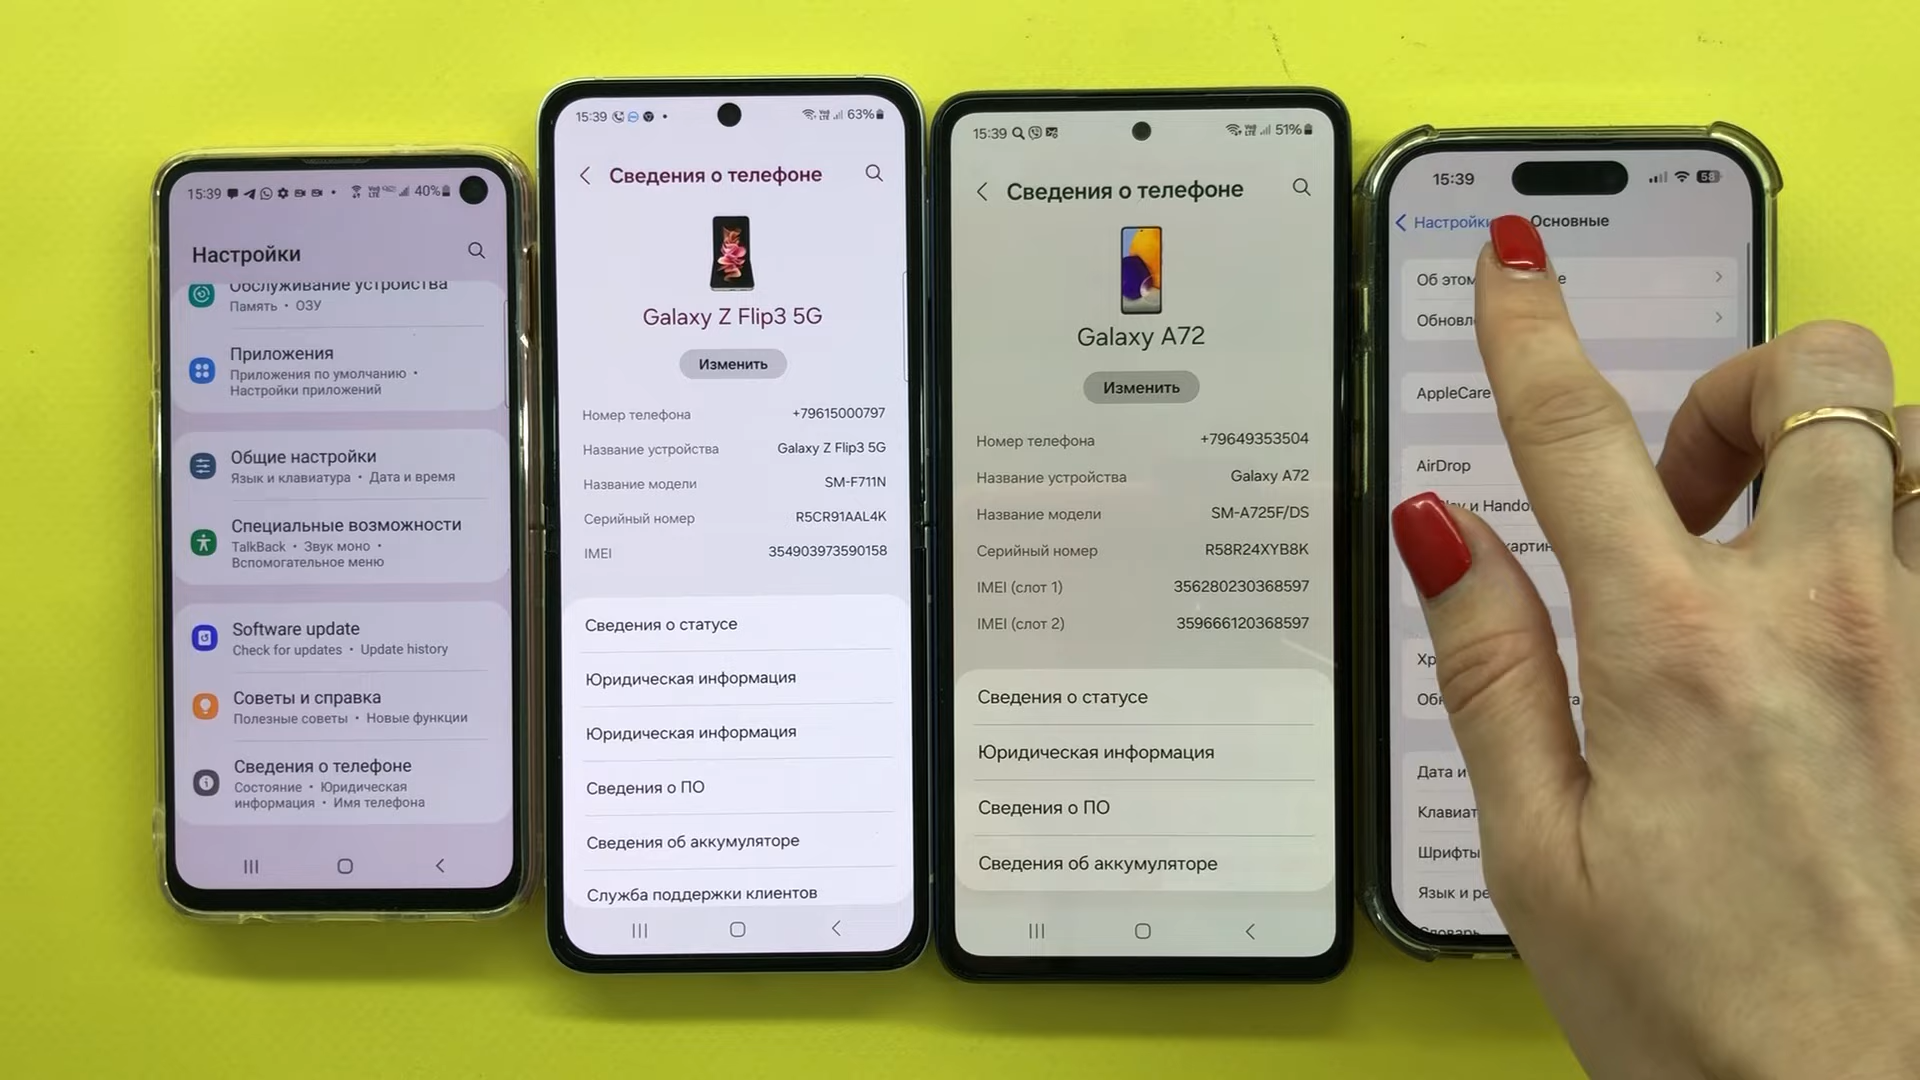 15:39
40%
Настройки
Обслуживание устройства
Память • ОЗУ
Приложения
Приложения по умолчанию •
Настройки приложений
Общие настройки
Язык и клавиатура • Дата и время
Специальные возможности
TalkBack • Звук моно •
Вспомогательное меню
Software update
Check for updates • Update history
Советы и справка
Полезные советы • Новые функции
Сведения о телефоне
Состояние • Юридическая
информация • Имя телефона
15:39
63%
Сведения о телефоне
Galaxy Z Flip3 5G
Изменить
Номер телефона +79615000797
Название устройства Galaxy Z Flip3 5G
Название модели SM-F711N
Серийный номер R5CR91AAL4K
IMEI 354903973590158
Сведения о статусе
Юридическая информация
Юридическая информация
Сведения о ПО
Сведения об аккумуляторе
Служба поддержки клиентов
15:39
51%
Сведения о телефоне
Galaxy A72
Изменить
Номер телефона +79649353504
Название устройства Galaxy A72
Название модели SM-A725F/DS
Серийный номер R58R24XYB8K
IMEI (слот 1) 356280230368597
IMEI (слот 2) 359666120368597
Сведения о статусе
Юридическая информация
Сведения о ПО
Сведения об аккумуляторе
15:39
58
Настройки Основные
Об
AppleCare
AirDrop
и
Дата и
Шрифты
Язык и
Словарь